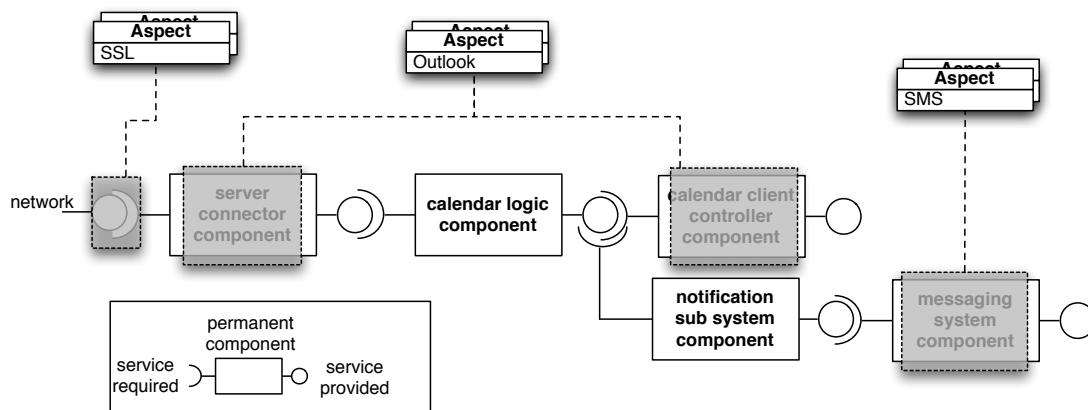 Aspect
Aspect
SSL
Aspect
Aspect
Outlook
Aspect
Aspect
SMS
network
server
connector
component
calendar logic
component
calendar client
controller
component
notification
sub system
component
messaging
system
component
permanent
component
service
required
service
provided